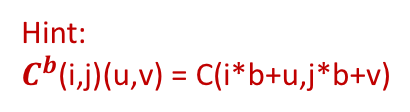 Hint:
C^b(i,j)(u,v) = C(i*b+u,j*b+v)